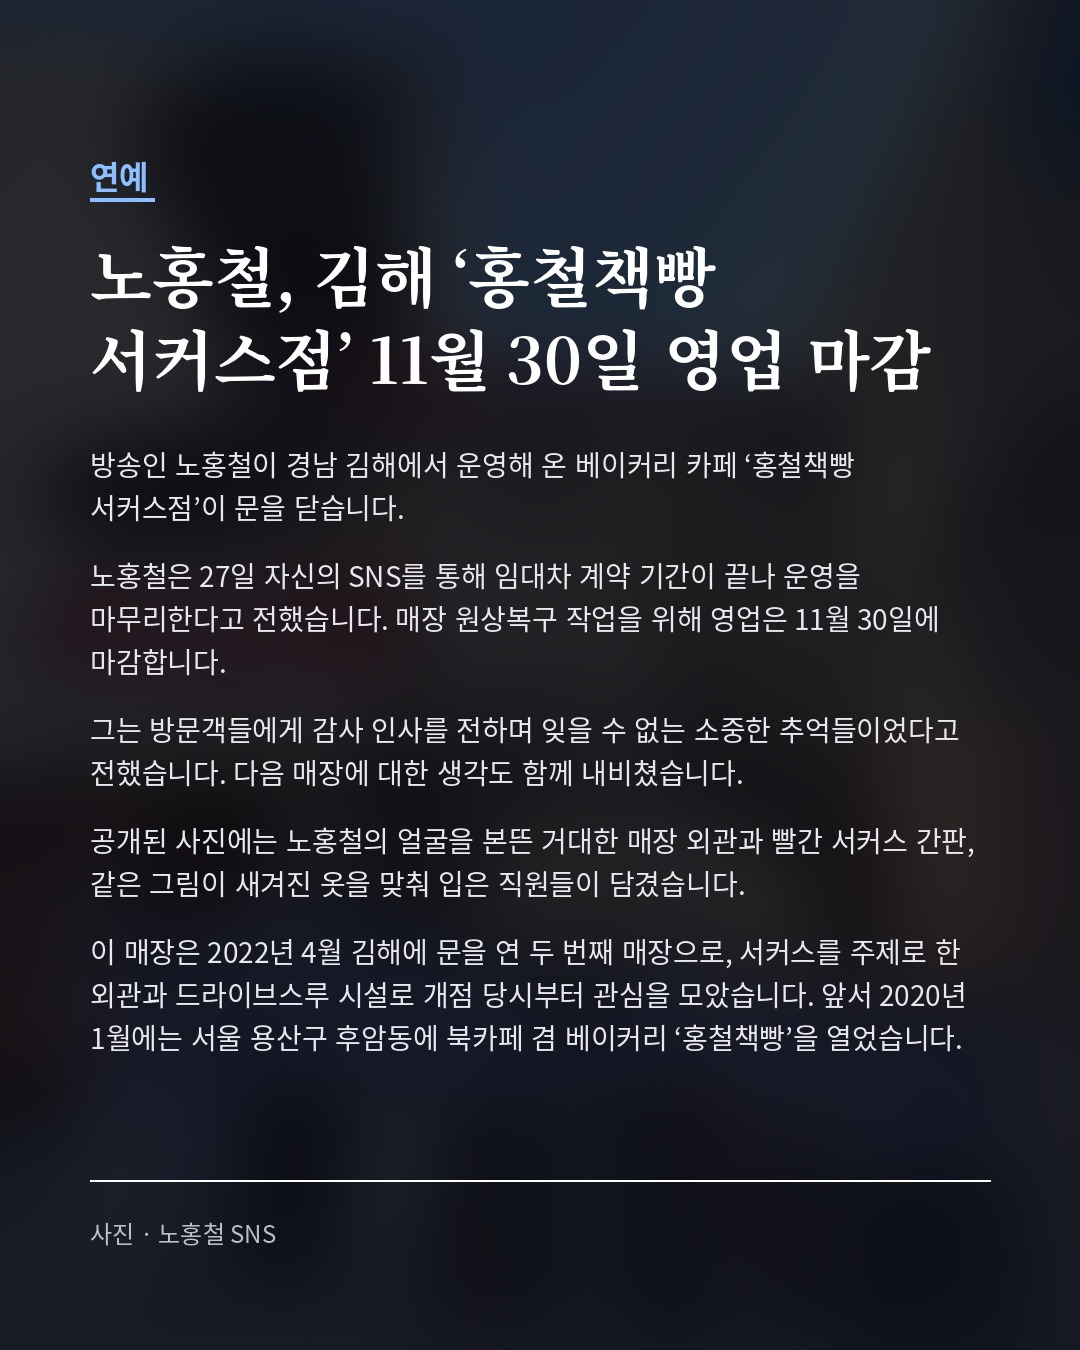 연예
노홍철, 김해 ‘홍철책빵
서커스점’ 11월 30일 영업 마감
방송인 노홍철이 경남 김해에서 운영해 온 베이커리 카페 ‘홍철책빵
서커스점’이 문을 닫습니다.
노홍철은 27일 자신의 SNS를 통해 임대차 계약 기간이 끝나 운영을
마무리한다고 전했습니다. 매장 원상복구 작업을 위해 영업은 11월 30일에
마감합니다.
그는 방문객들에게 감사 인사를 전하며 잊을 수 없는 소중한 추억들이었다고
전했습니다. 다음 매장에 대한 생각도 함께 내비쳤습니다.
공개된 사진에는 노홍철의 얼굴을 본뜬 거대한 매장 외관과 빨간 서커스 간판,
같은 그림이 새겨진 옷을 맞춰 입은 직원들이 담겼습니다.
이 매장은 2022년 4월 김해에 문을 연 두 번째 매장으로, 서커스를 주제로 한
외관과 드라이브스루 시설로 개점 당시부터 관심을 모았습니다. 앞서 2020년
1월에는 서울 용산구 후암동에 북카페 겸 베이커리 ‘홍철책빵’을 열었습니다.
사진 · 노홍철 SNS